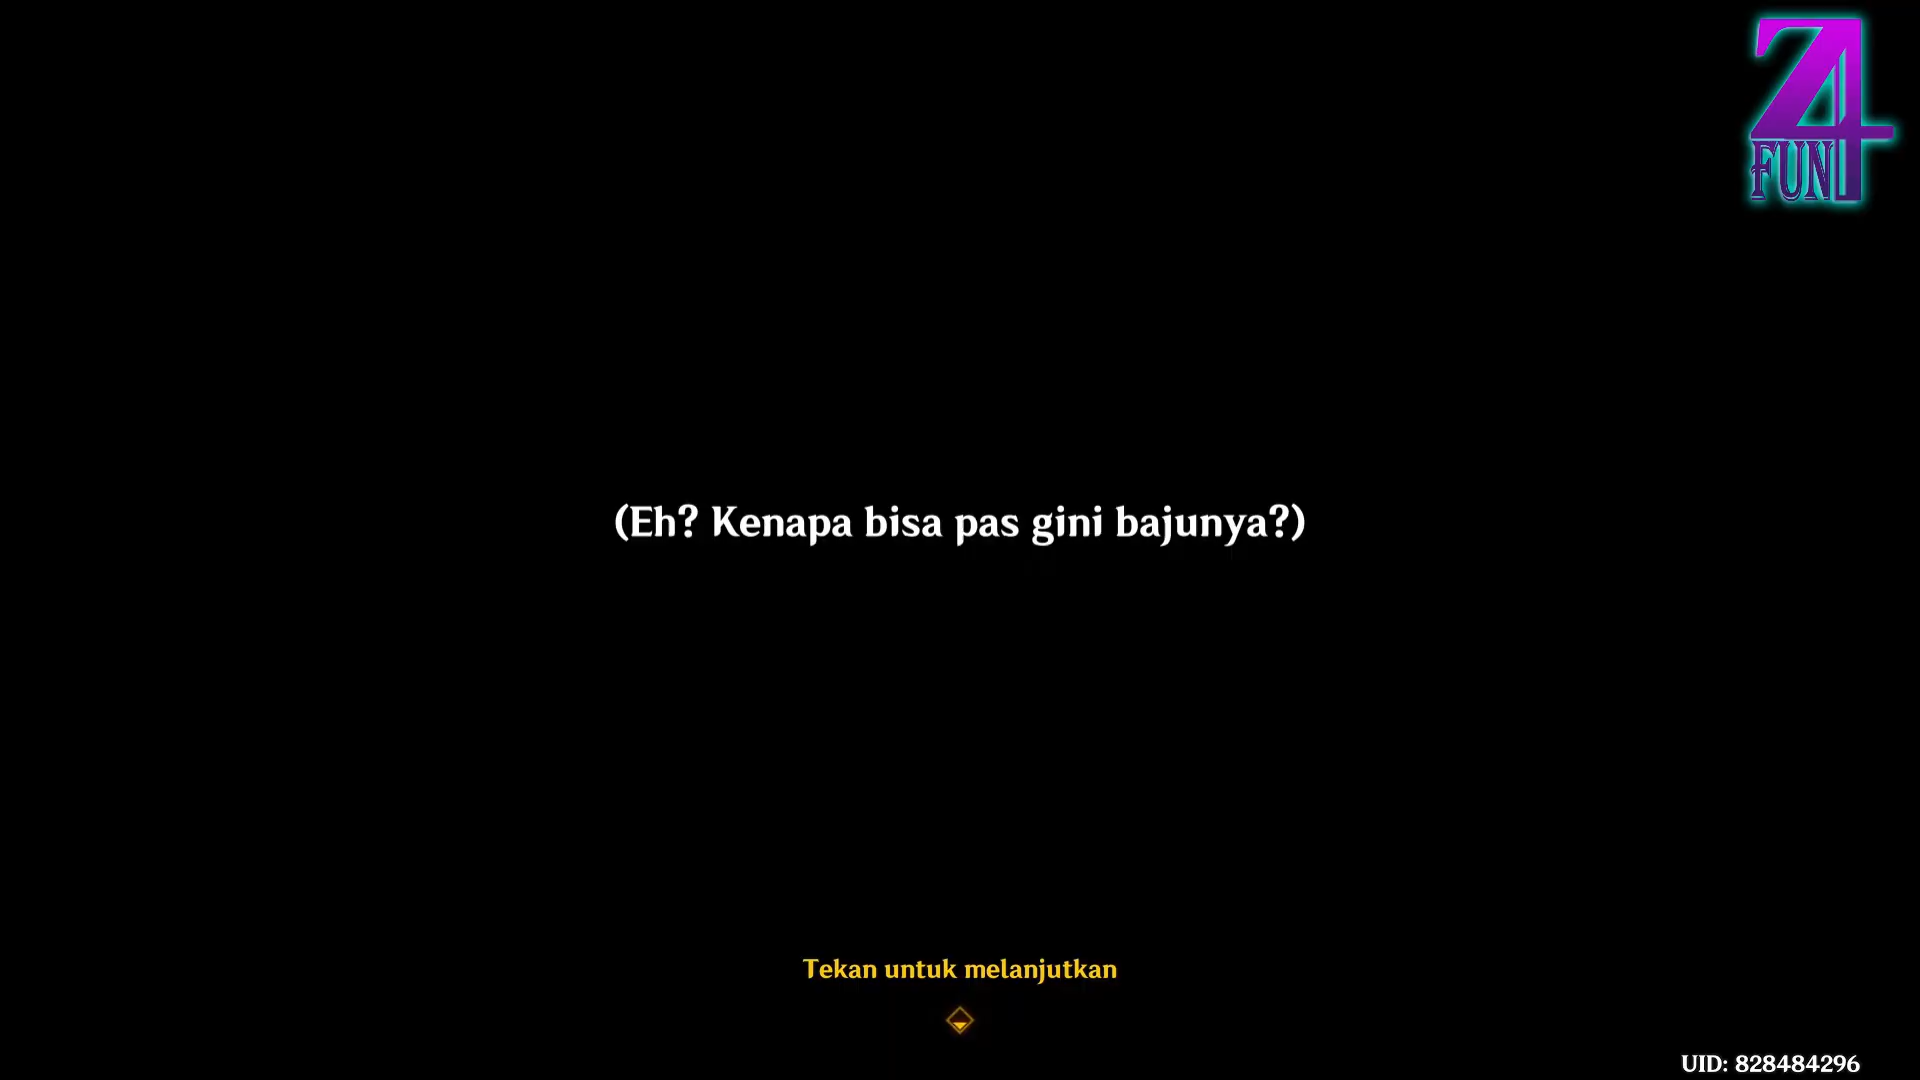 Z4
FUN
(Eh? Kenapa bisa pas gini bajunya?)
Tekan untuk melanjutkan
UID: 828484296